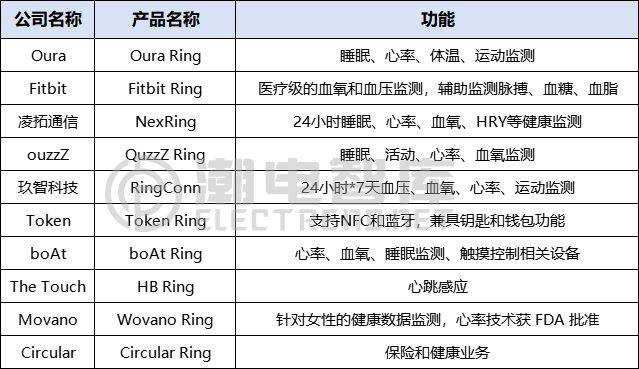 公司名称 产品名称 功能
Oura Oura Ring 睡眠、心率、体温、运动监测
Fitbit Fitbit Ring 医疗级的血氧和血压监测，辅助监测脉搏、血糖、血脂
凌拓通信 NexRing 24小时睡眠、心率、血氧、HRY等健康监测
ouzzZ QuzzZ Ring 睡眠、活动、心率、血氧监测
玖智科技 RingConn 24小时*7天血压、血氧、心率、运动监测
Token Token Ring 支持NFC和蓝牙，兼具钥匙和钱包功能
boAt boAt Ring 心率、血氧、睡眠监测、触摸控制相关设备
The Touch HB Ring 心跳感应
Movano Wovano Ring 针对女性的健康数据监测，心率技术获 FDA 批准
Circular Circular Ring 保险和健康业务
潮电智库